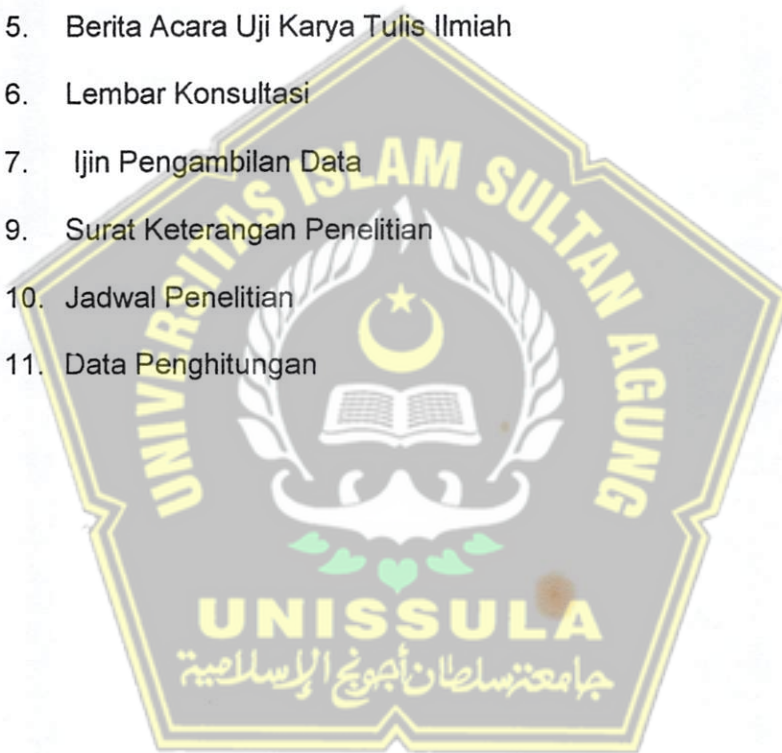 5. Berita Acara Uji Karya Tulis Ilmiah
6. Lembar Konsultasi
7. Ijin Pengambilan Data
9. Surat Keterangan Penelitian
10. Jadwal Penelitian
11. Data Penghitungan
UNIVERSITAS ISLAM SULTAN AGUNG
UNISSULA
جامعة سلطان أجونج الإسلامية